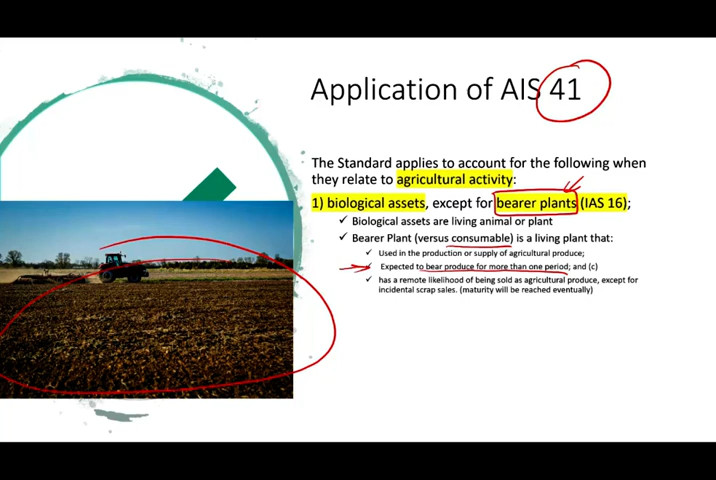 Application of AIS 41
The Standard applies to account for the following when
they relate to agricultural activity:
1) biological assets, except for bearer plants (IAS 16);
✓ Biological assets are living animal or plant
✓ Bearer Plant (versus consumable) is a living plant that:
✓ Used in the production or supply of agricultural produce;
✓ Expected to bear produce for more than one period; and (c)
✓ has a remote likelihood of being sold as agricultural produce, except for
incidental scrap sales. (maturity will be reached eventually)